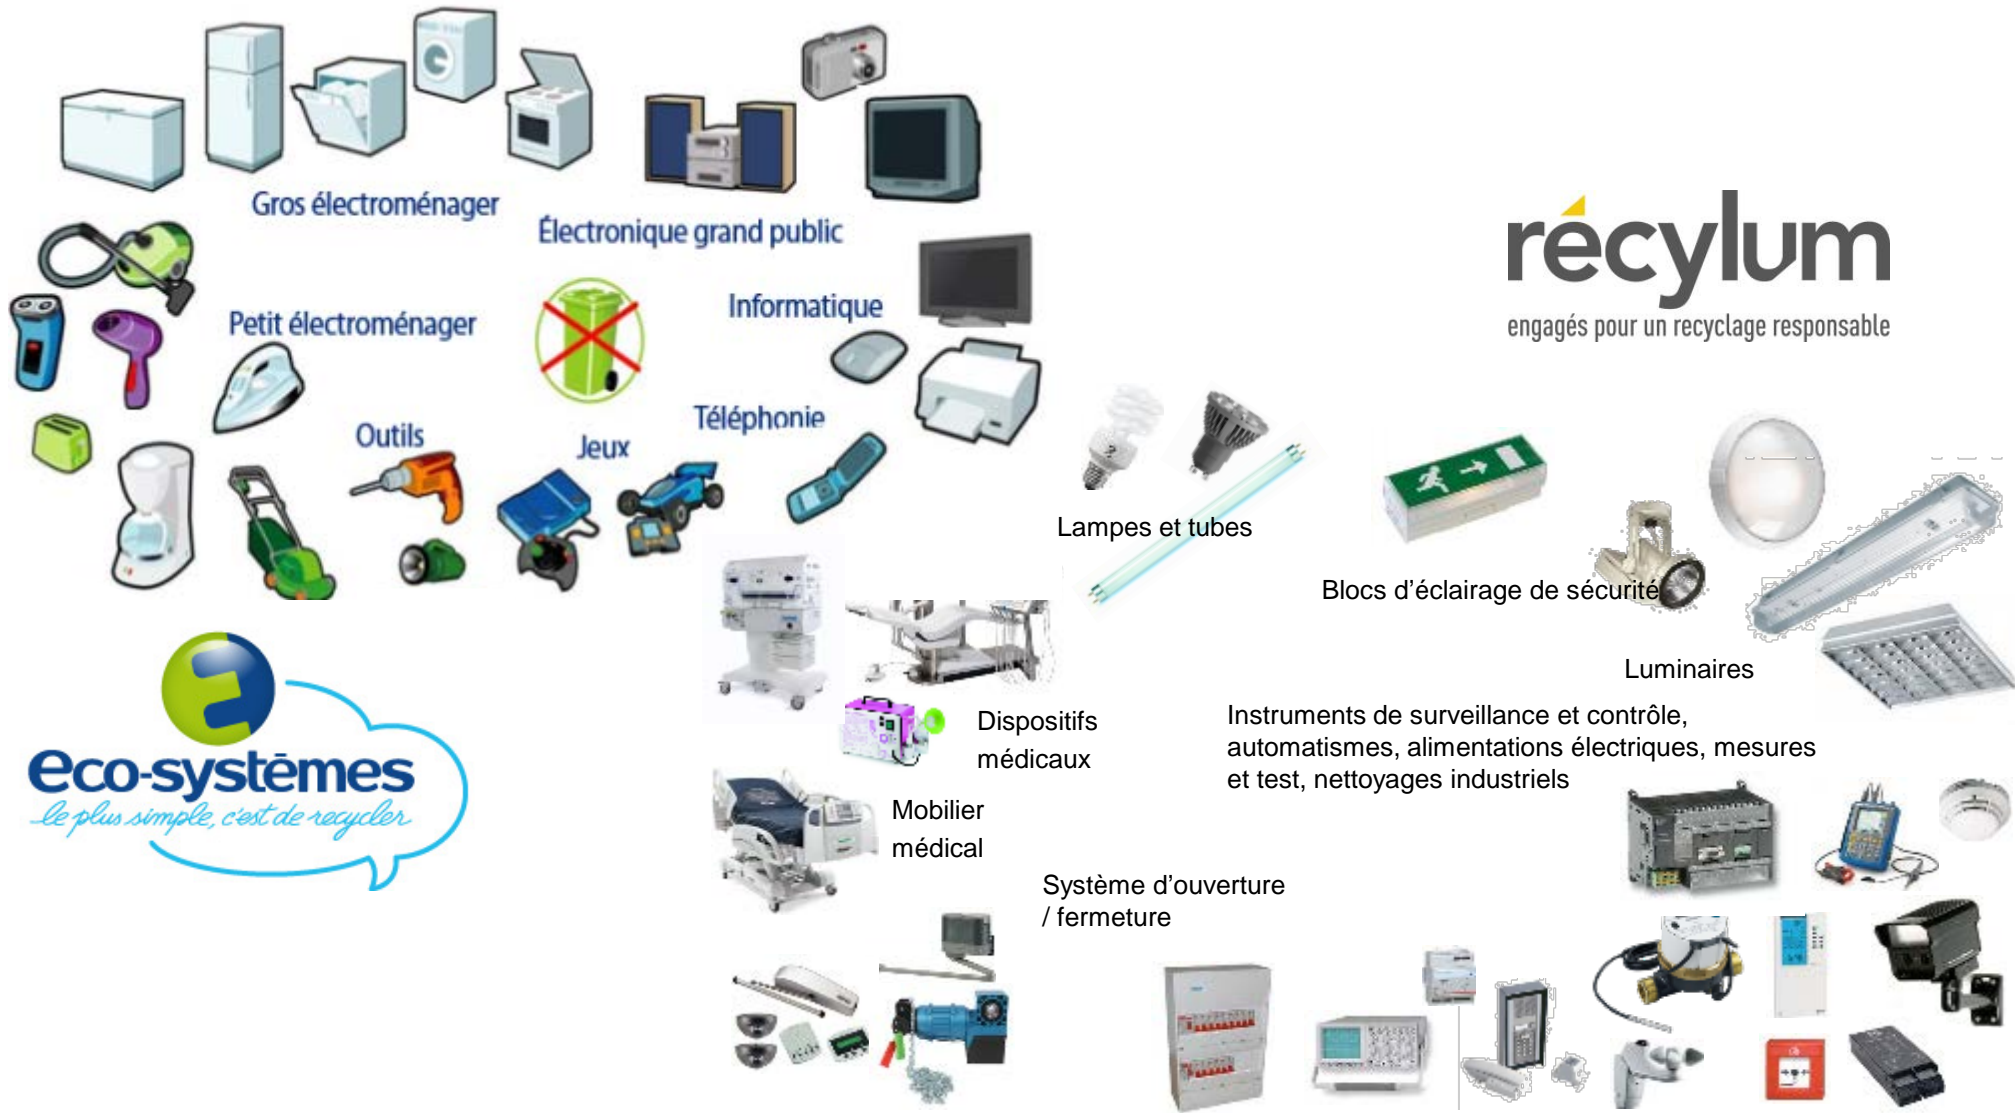 Gros électroménager
Électronique grand public
Informatique
Petit électroménager
Téléphonie
Outils
Jeux
récylum
engagés pour un recyclage responsable
Lampes et tubes
Blocs d'éclairage de sécurité
Luminaires
eco-systèmes
le plus simple, c'est de recycler
Dispositifs
médicaux
Mobilier
médical
Instruments de surveillance et contrôle,
automatismes, alimentations électriques, mesures
et test, nettoyages industriels
Système d'ouverture
/ fermeture